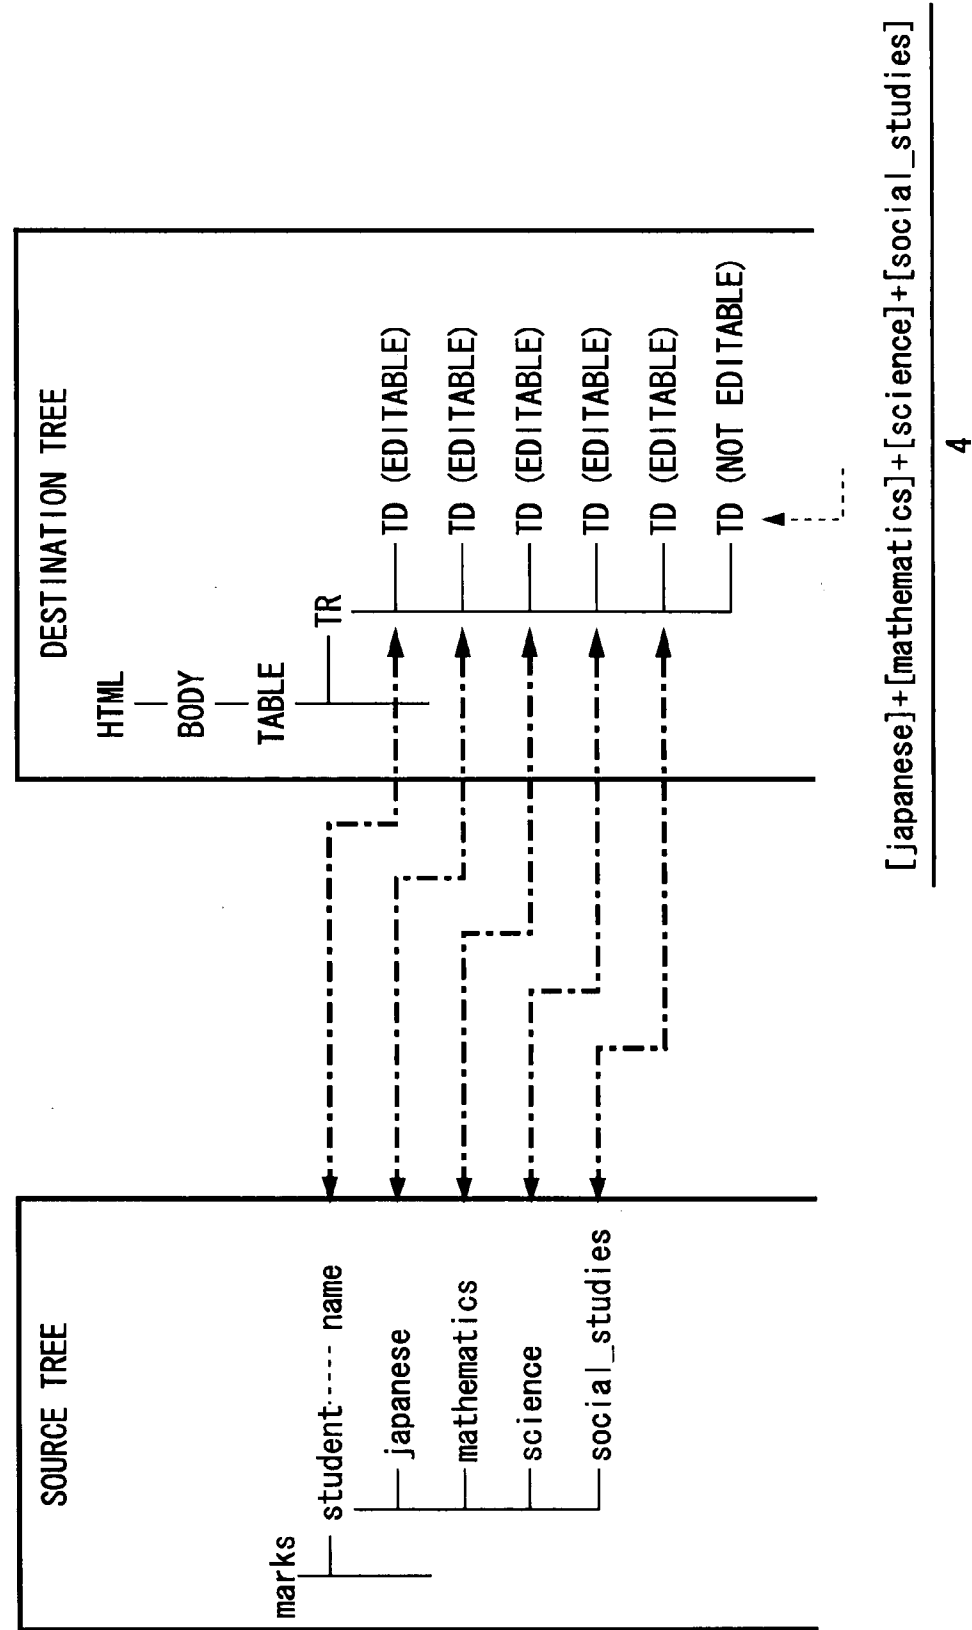 SOURCE TREE
marks
student
name
japanese
mathematics
science
social_studies
DESTINATION TREE
HTML
BODY
TABLE
TR
TD (EDITABLE)
TD (EDITABLE)
TD (EDITABLE)
TD (EDITABLE)
TD (EDITABLE)
TD (NOT EDITABLE)
[japanese]+[mathematics]+[science]+[social_studies]
4